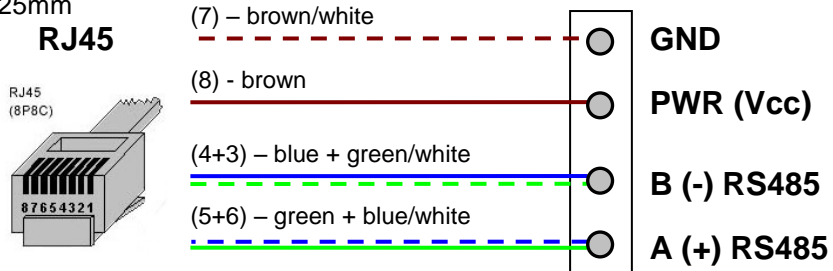 25mm
RJ45
RJ45
(8P8C)
87654321
(7) – brown/white
GND
(8) - brown
PWR (Vcc)
(4+3) – blue + green/white
B (-) RS485
(5+6) – green + blue/white
A (+) RS485